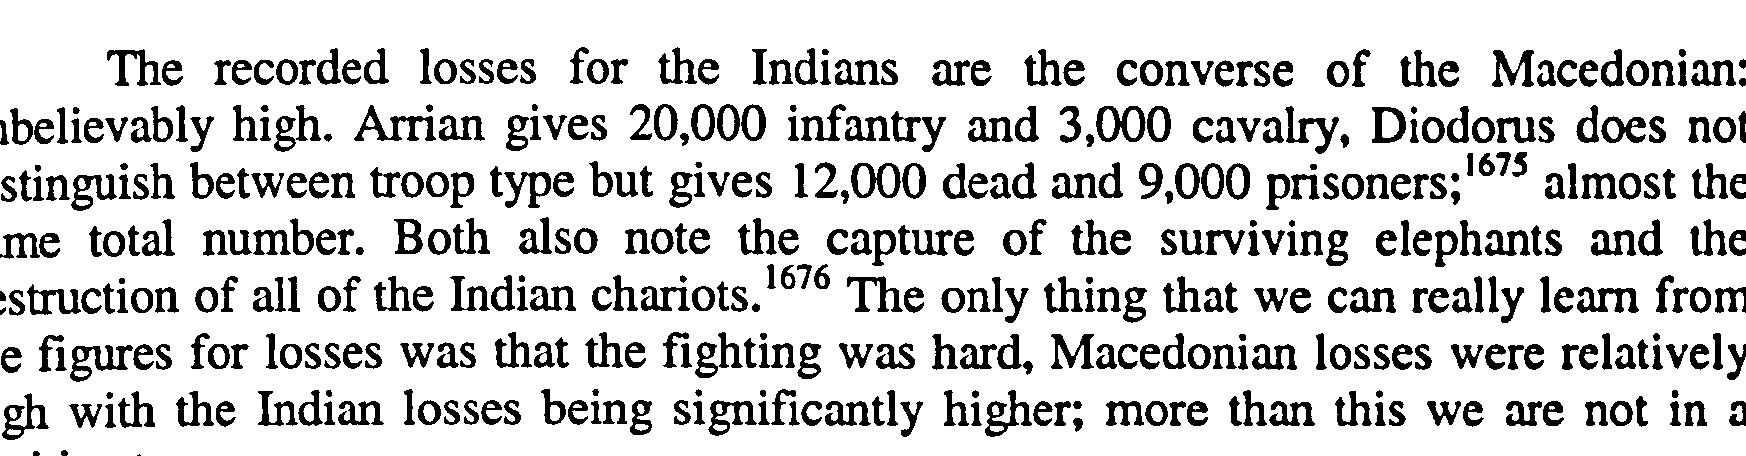 The recorded losses for the Indians are the converse of the Macedonian:
believably high. Arrian gives 20,000 infantry and 3,000 cavalry, Diodorus does not
stinguish between troop type but gives 12,000 dead and 9,000 prisoners;1675 almost the
me total number. Both also note the capture of the surviving elephants and the
struction of all of the Indian chariots.1676 The only thing that we can really learn from
e figures for losses was that the fighting was hard, Macedonian losses were relatively
gh with the Indian losses being significantly higher; more than this we are not in a